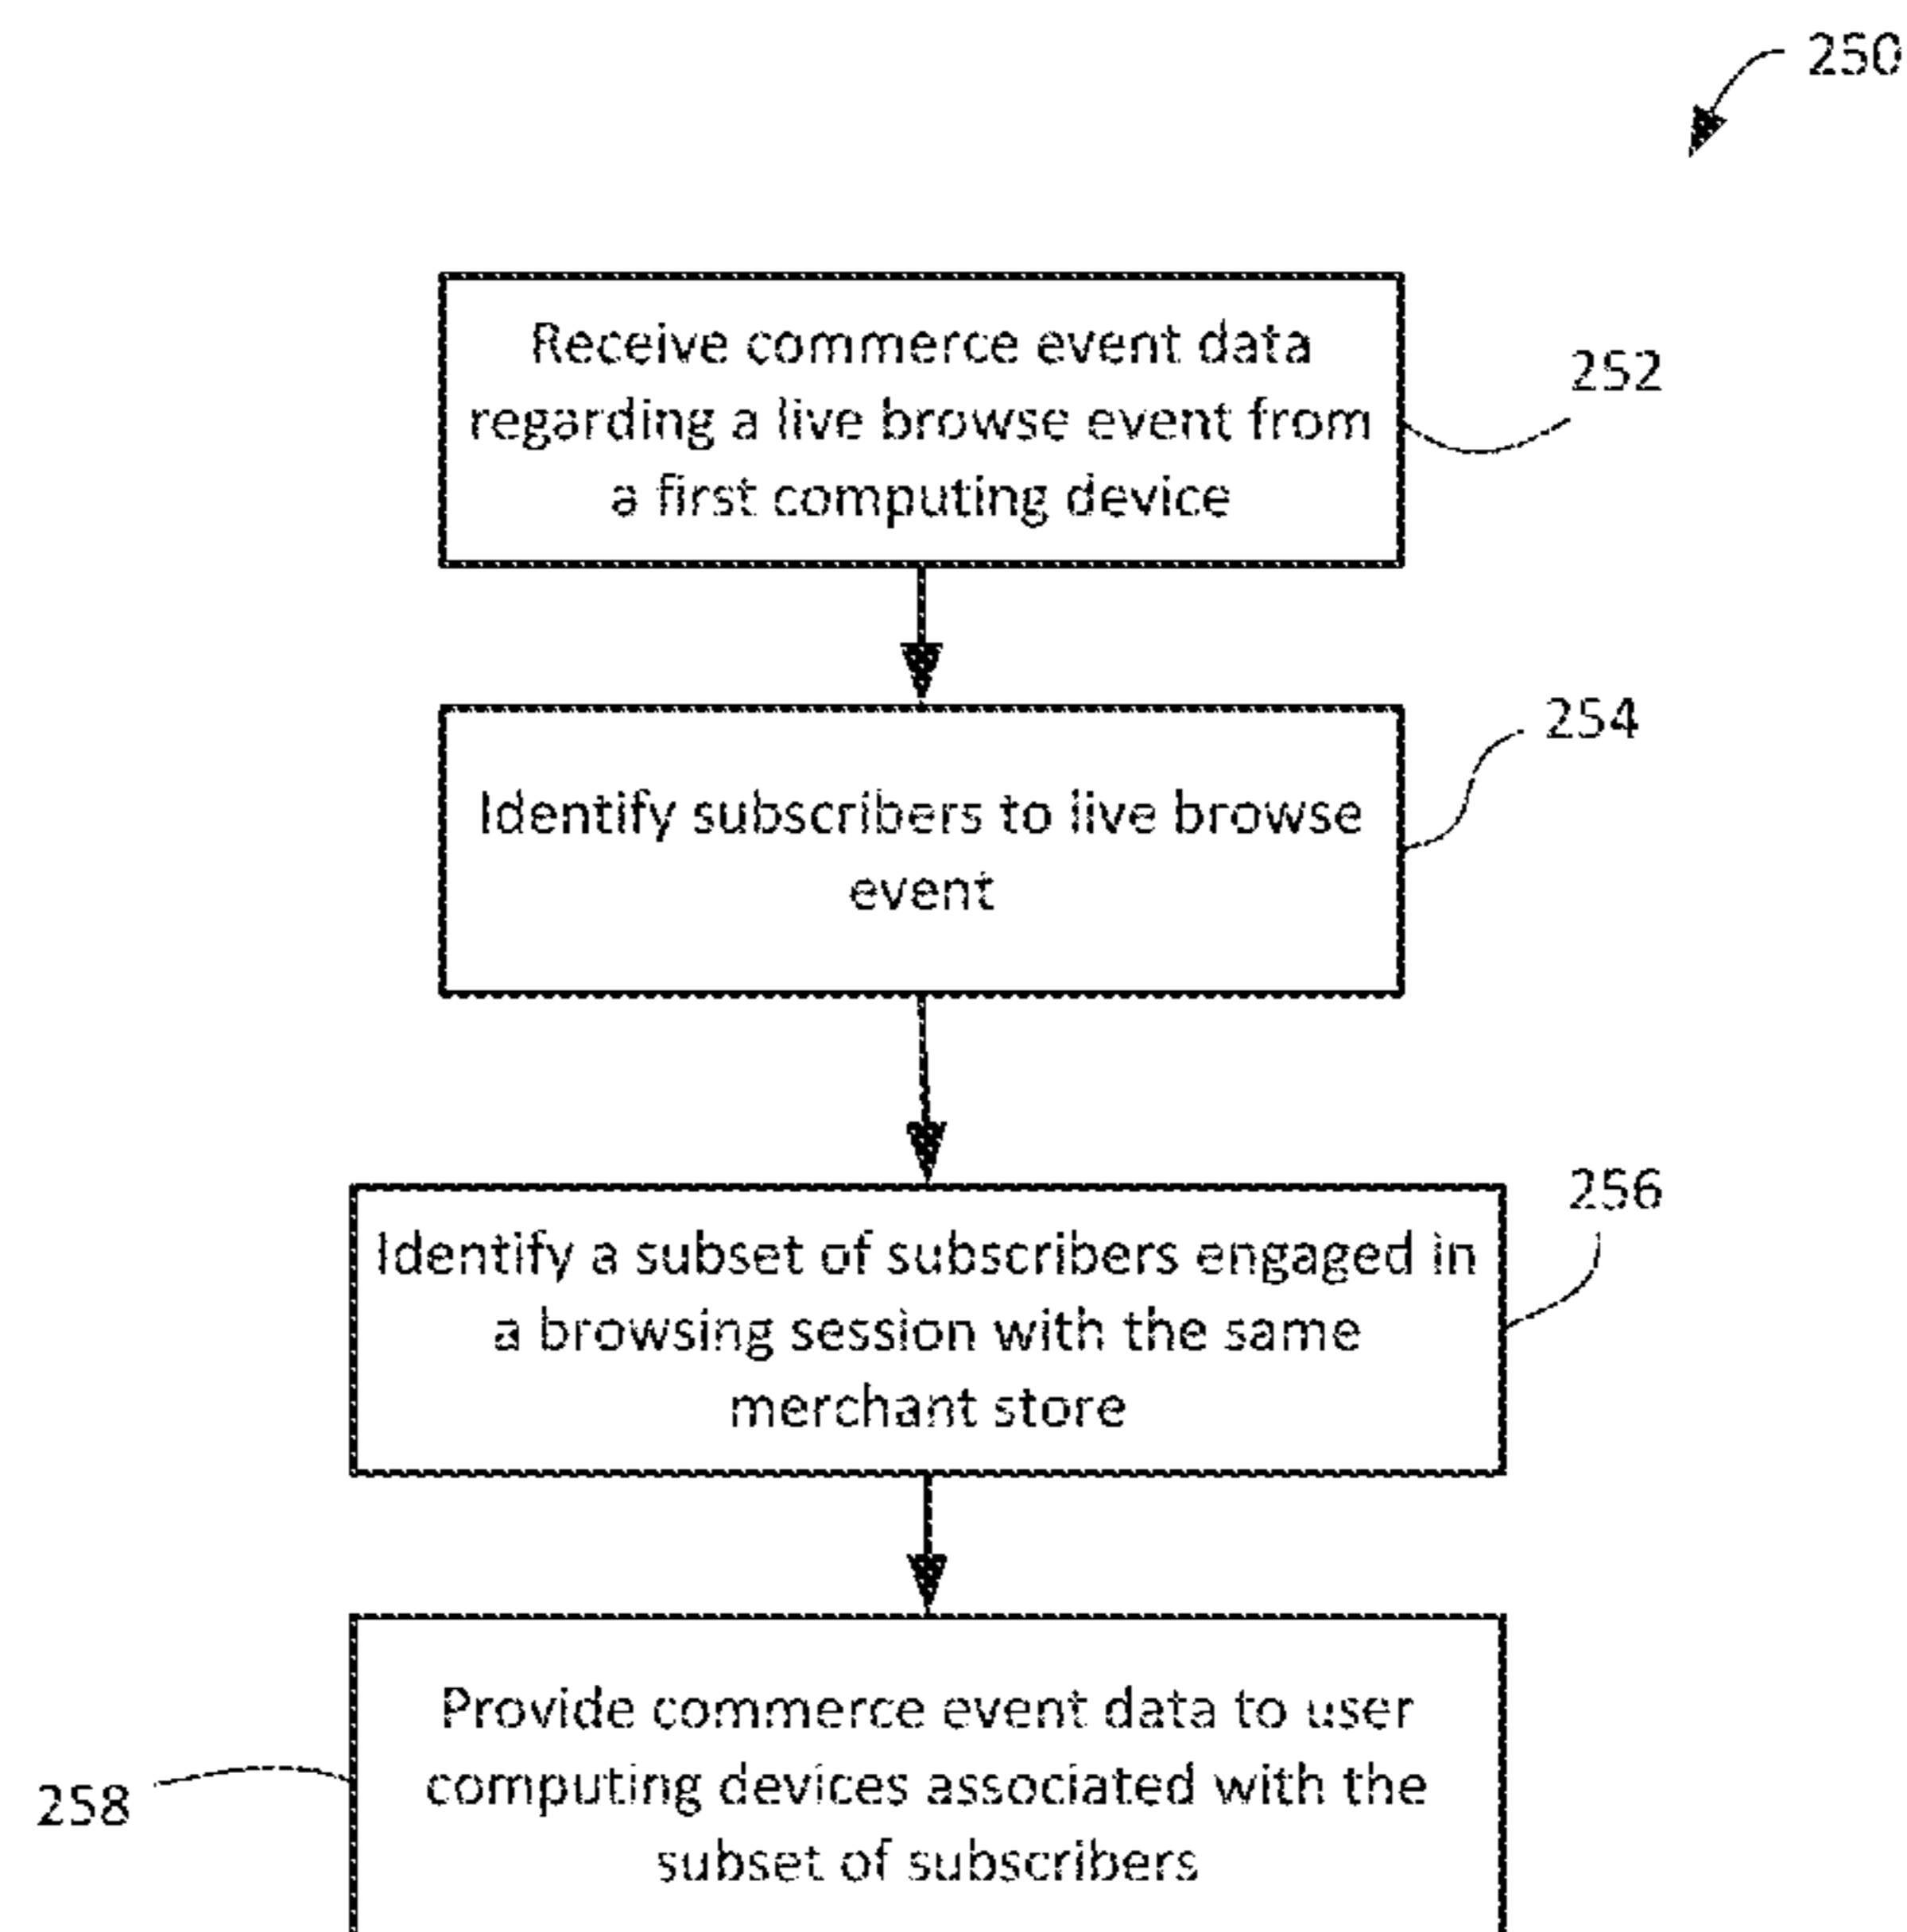 250
Receive commerce event data
regarding a live browse event from
a first computing device
252
254
Identify subscribers to live browse
event
256
Identify a subset of subscribers engaged in
a browsing session with the same
merchant store
Provide commerce event data to user
computing devices associated with the
subset of subscribers
258